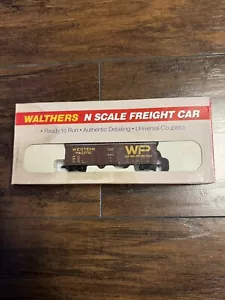 WALTHERS N SCALE FREIGHT CAR
• Ready to Run • Authentic Detailing • Universal Couplers
WESTERN
PACIFIC
WP